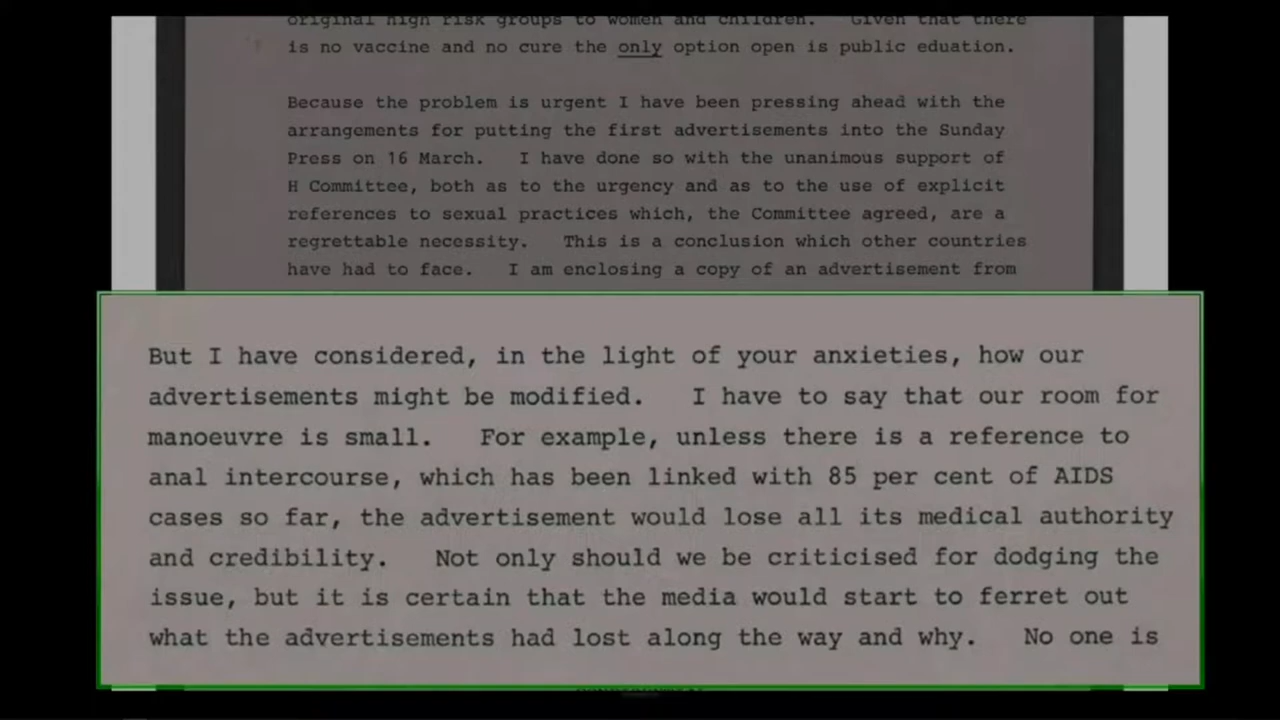 original high risk groups to women and children. Given that there
is no vaccine and no cure the only option open is public eduation.
Because the problem is urgent I have been pressing ahead with the
arrangements for putting the first advertisements into the Sunday
Press on 16 March. I have done so with the unanimous support of
H Committee, both as to the urgency and as to the use of explicit
references to sexual practices which, the Committee agreed, are a
regrettable necessity. This is a conclusion which other countries
have had to face. I am enclosing a copy of an advertisement from
But I have considered, in the light of your anxieties, how our
advertisements might be modified. I have to say that our room for
manoeuvre is small. For example, unless there is a reference to
anal intercourse, which has been linked with 85 per cent of AIDS
cases so far, the advertisement would lose all its medical authority
and credibility. Not only should we be criticised for dodging the
issue, but it is certain that the media would start to ferret out
what the advertisements had lost along the way and why. No one is